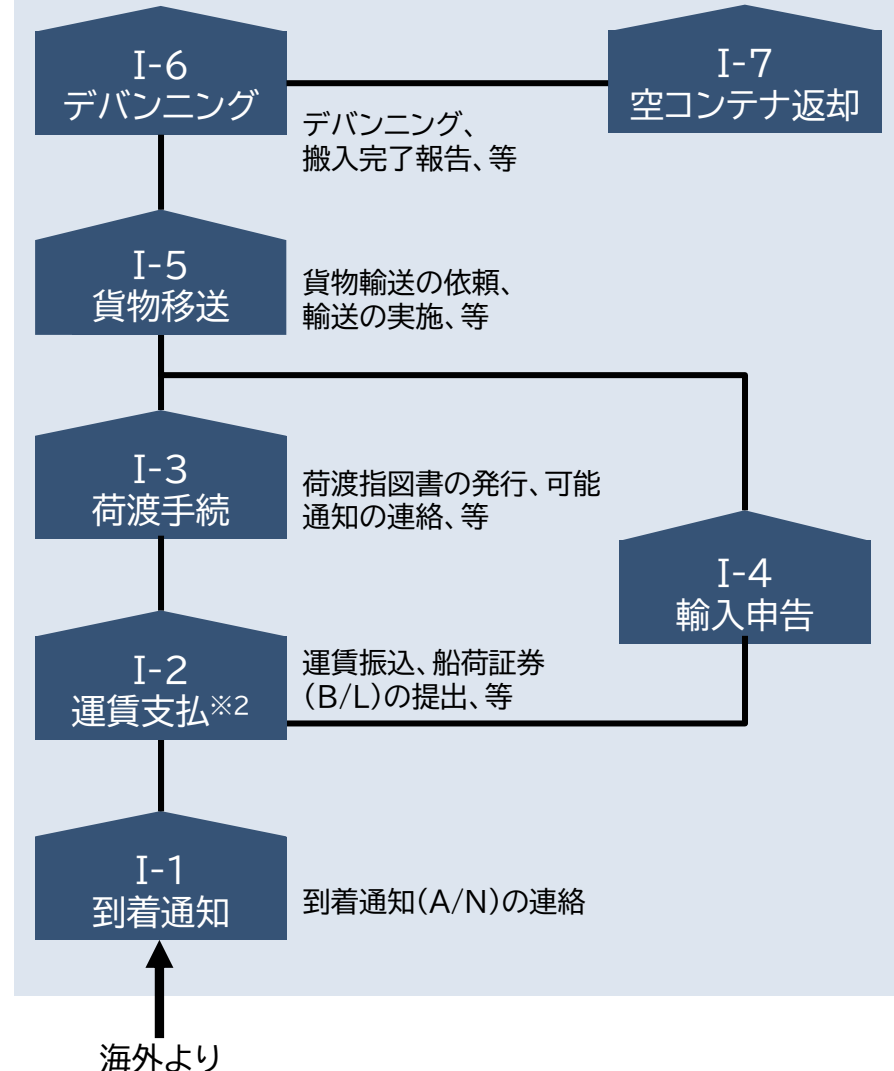 I-6
デバンニング
I-7
空コンテナ返却
デバンニング、
搬入完了報告、等
I-5
貨物移送
貨物輸送の依頼、
輸送の実施、等
I-3
荷渡手続
荷渡指図書の発行、可能
通知の連絡、等
I-4
輸入申告
I-2
運賃支払※2
運賃振込、船荷証券
(B/L)の提出、等
I-1
到着通知
到着通知(A/N)の連絡
海外より